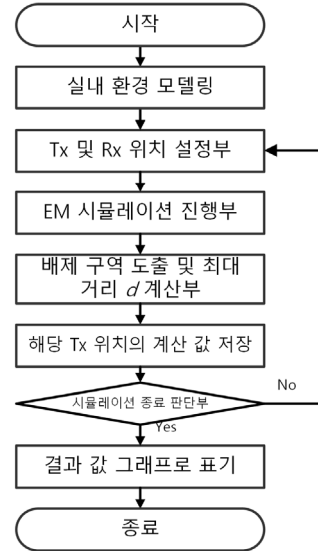 시작
실내 환경 모델링
Tx 및 Rx 위치 설정부
EM 시뮬레이션 진행부
배제 구역 도출 및 최대
거리 d 계산부
해당 Tx 위치의 계산 값 저장
시뮬레이션 종료 판단부
No
Yes
결과 값 그래프로 표기
종료